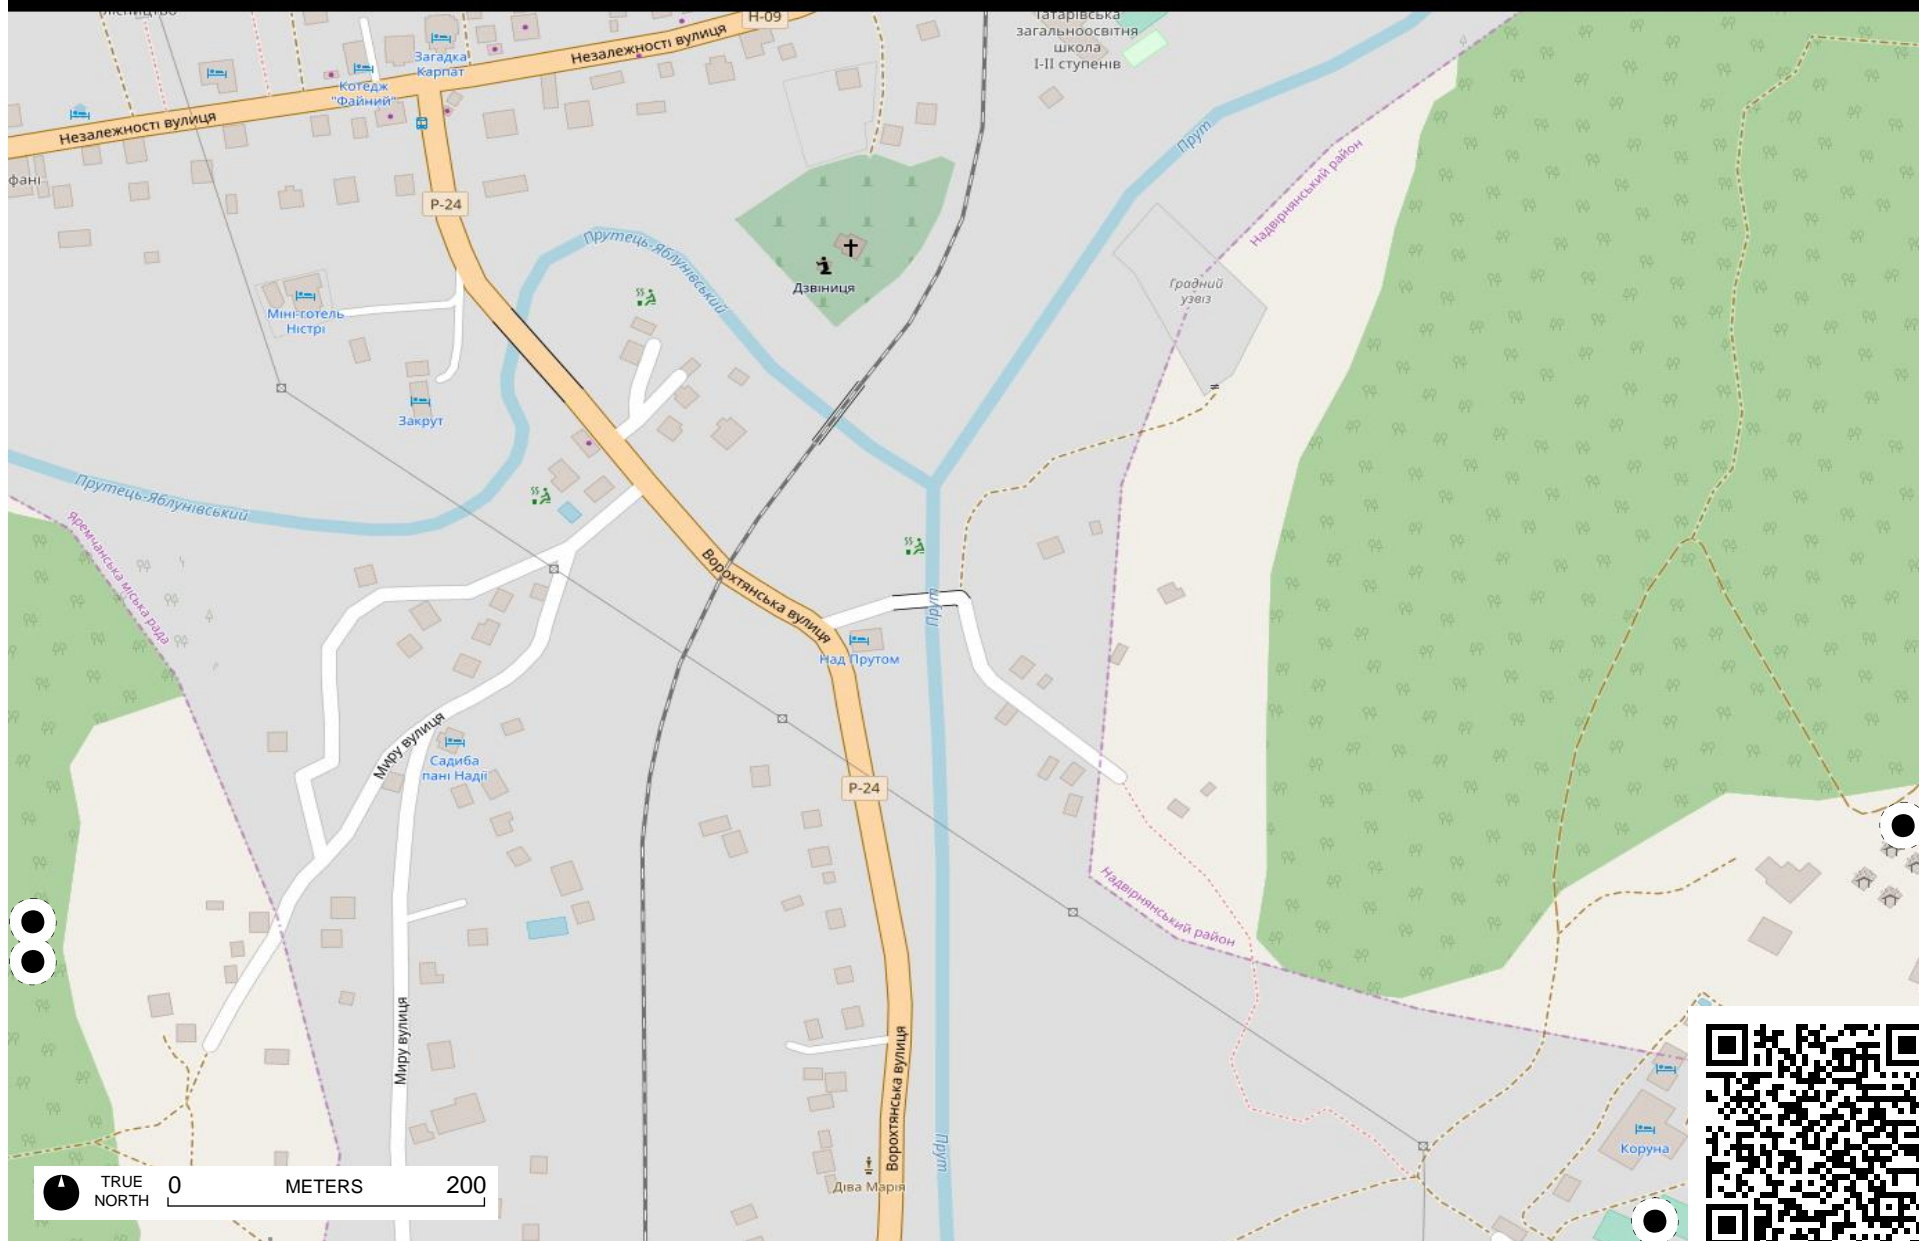 Н-09
Татарівська
загальноосвітня
школа
І-ІІ ступенів
Незалежності вулиця
Загадка
Карпат
Котедж
"Файний"
Незалежності вулиця
Прут
Надвірнянський район
фані
Р-24
Прутець-Яблунівський
Дзвіниця
Градний
узвіз
Міні-готель
Ністрі
Закрут
Прутець-Яблунівський
Яремчанська міська рада
Ворохтянська вулиця
Прут
Над Прутом
Миру вулиця
Садиба
пані Надії
Р-24
Надвірнянський район
Миру вулиця
Ворохтянська вулиця
Прут
Коруна
Діва Марія
TRUE
NORTH
0 METERS 200